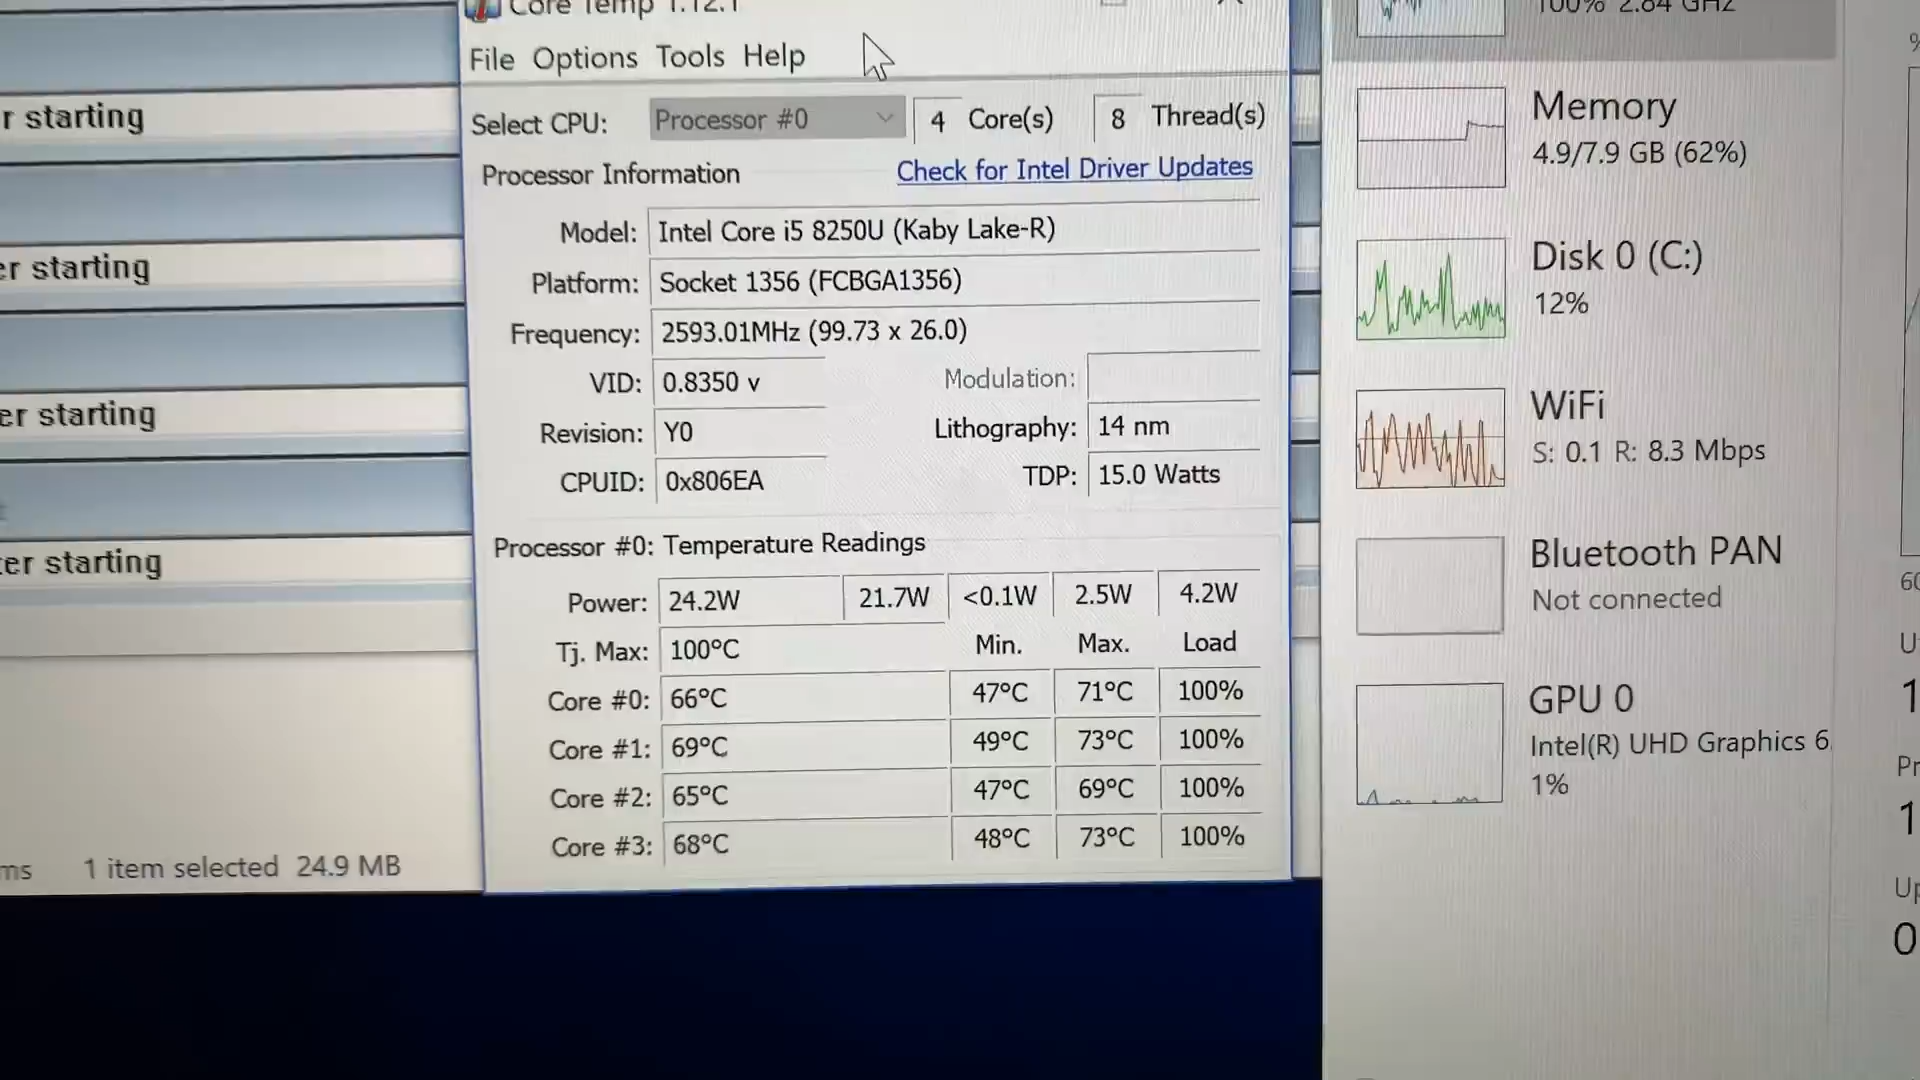 Core Temp 1.12.1
File Options Tools Help
Select CPU: Processor #0 4 Core(s) 8 Thread(s)
Processor Information Check for Intel Driver Updates
Model: Intel Core i5 8250U (Kaby Lake-R)
Platform: Socket 1356 (FCBGA1356)
Frequency: 2593.01MHz (99.73 x 26.0)
VID: 0.8350 v Modulation:
Revision: Y0 Lithography: 14 nm
CPUID: 0x806EA TDP: 15.0 Watts
Processor #0: Temperature Readings
Power: 24.2W 21.7W <0.1W 2.5W 4.2W
Tj. Max: 100°C Min. Max. Load
Core #0: 66°C 47°C 71°C 100%
Core #1: 69°C 49°C 73°C 100%
Core #2: 65°C 47°C 69°C 100%
Core #3: 68°C 48°C 73°C 100%
r starting
er starting
er starting
ter starting
ms 1 item selected 24.9 MB
100% 2.84 GHz
Memory
4.9/7.9 GB (62%)
Disk 0 (C:)
12%
WiFi
S: 0.1 R: 8.3 Mbps
Bluetooth PAN
Not connected
GPU 0
Intel(R) UHD Graphics 6
1%
%
60
U
1
Pr
1
Up
0